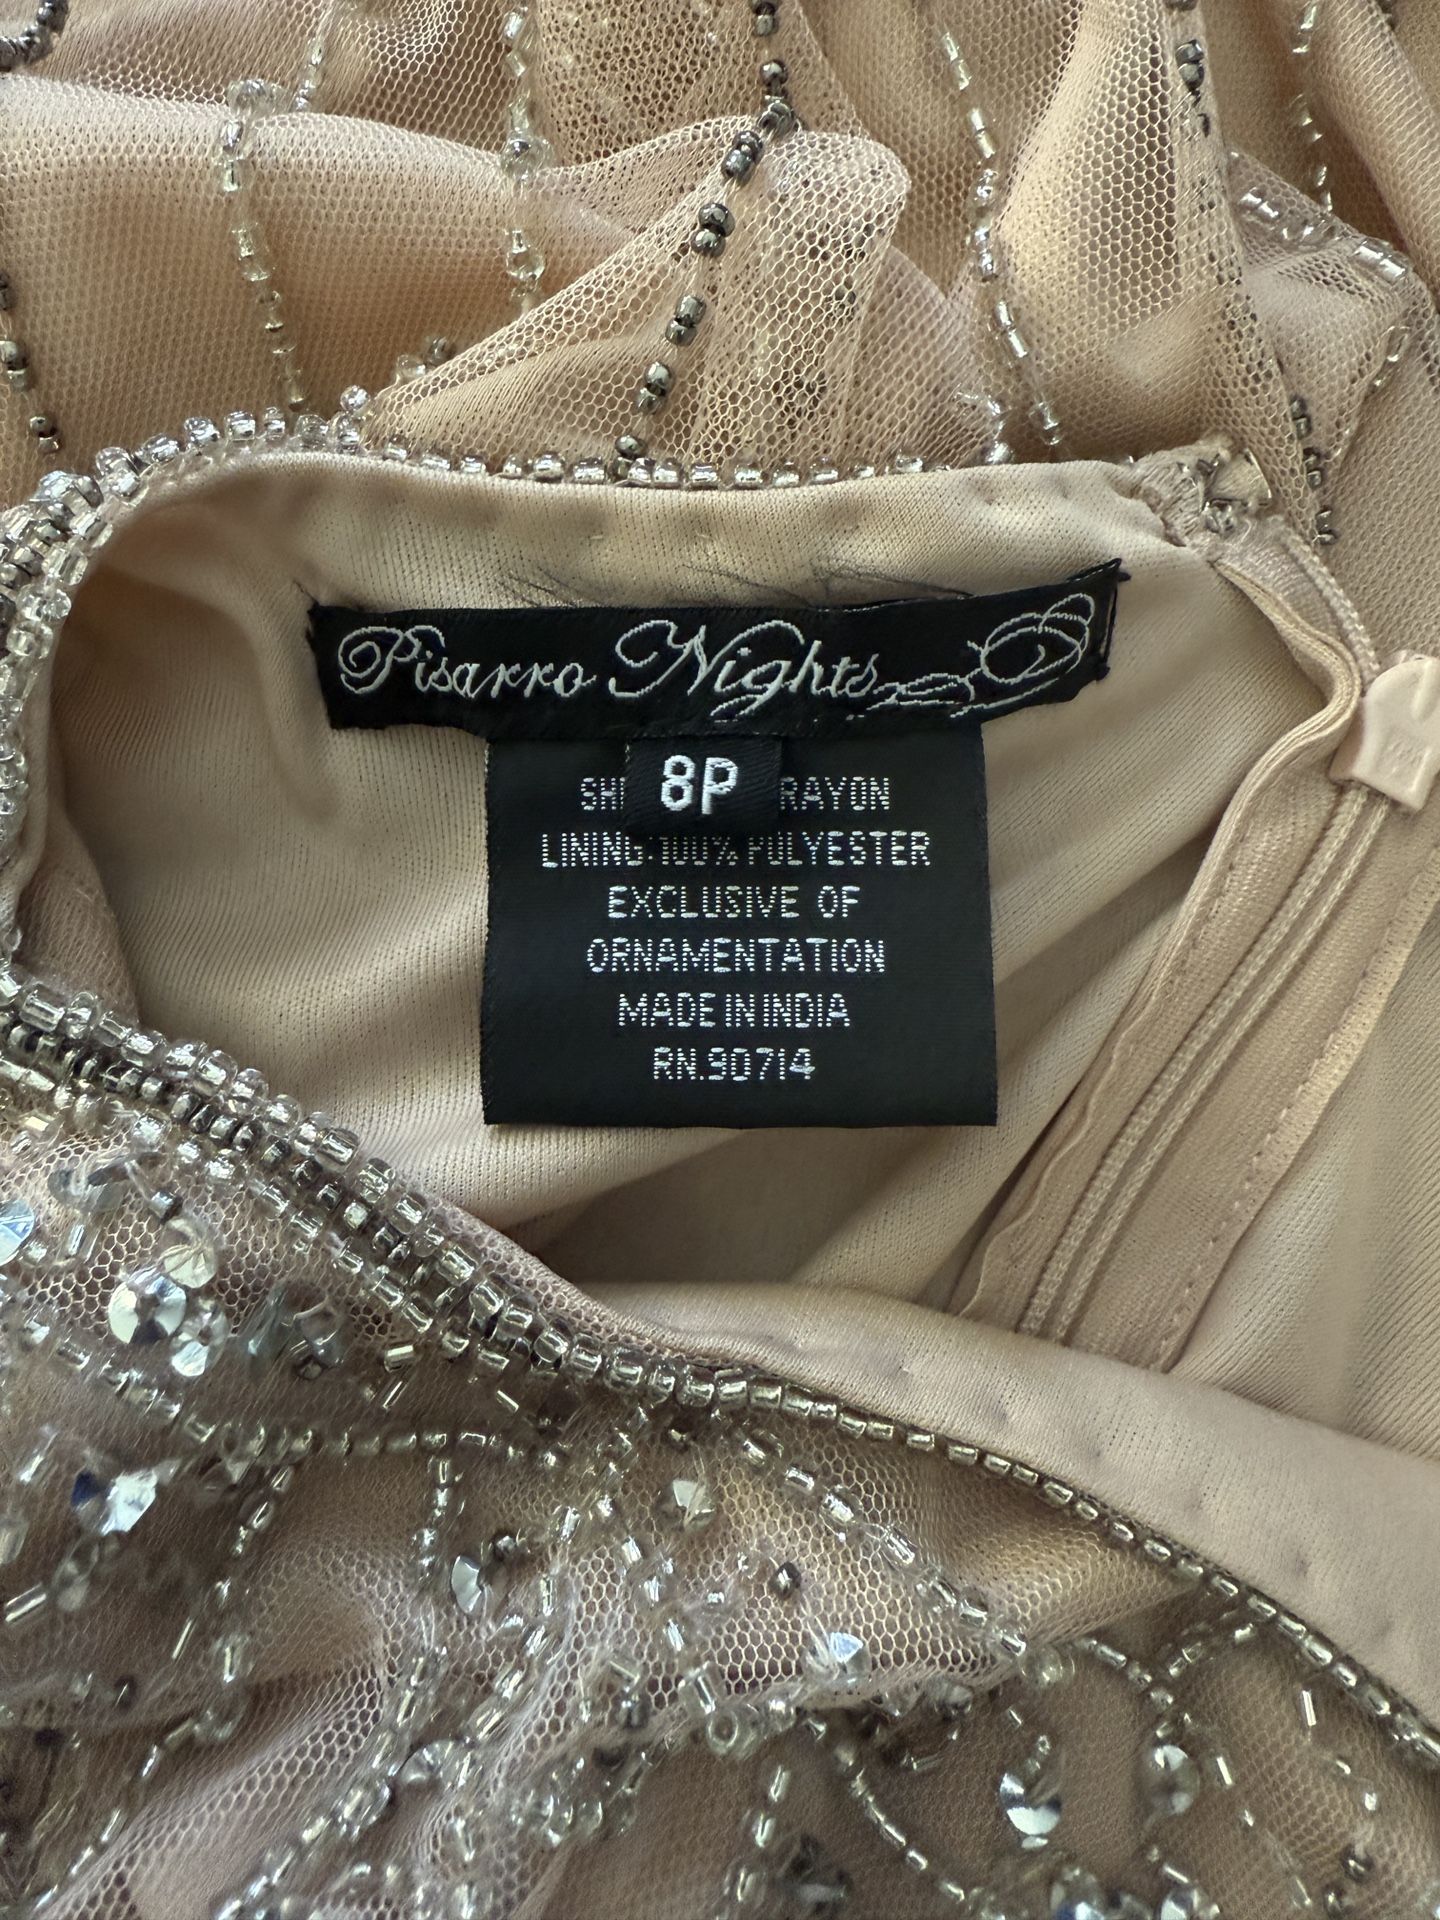 Pisarro Nights
8P
RAYON
LINING:100% POLYESTER
EXCLUSIVE OF
ORNAMENTATION
MADE IN INDIA
RN.90714